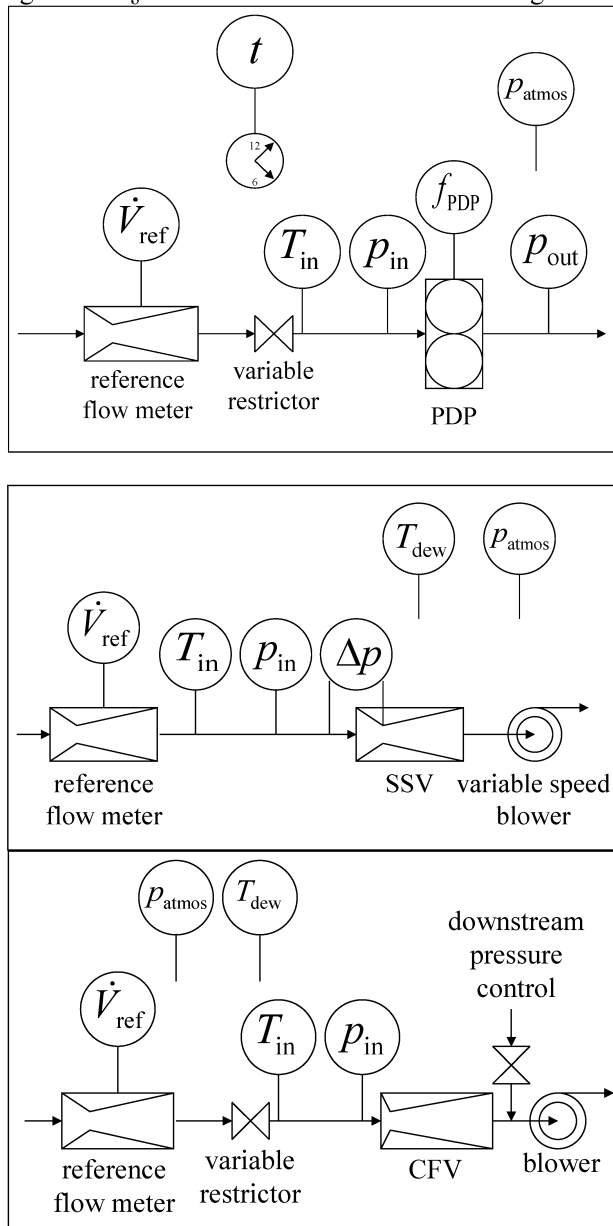 t
12
6
p_atmos
V̇_ref
f_PDP
T_in
p_in
p_out
reference
flow meter
variable
restrictor
PDP
T_dew
p_atmos
V̇_ref
T_in
p_in
Δp
reference
flow meter
SSV
variable speed
blower
p_atmos
T_dew
downstream
pressure
control
V̇_ref
T_in
p_in
reference
flow meter
variable
restrictor
CFV
blower